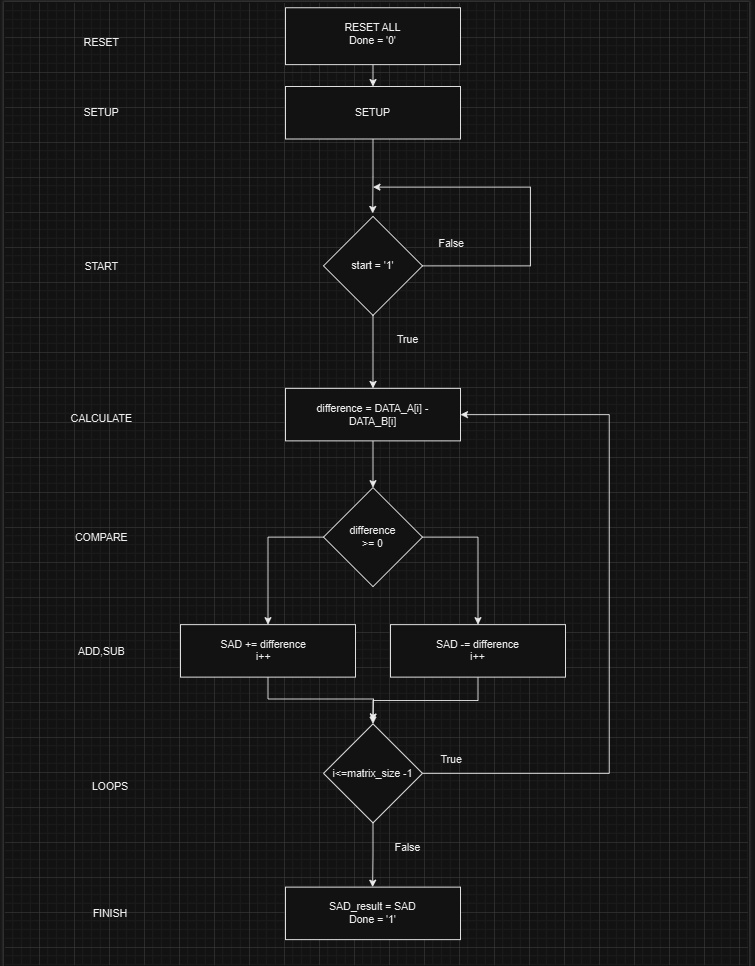 RESET ALL
Done = '0'
RESET
SETUP
SETUP
False
START
start = '1'
True
difference = DATA_A[i] -
DATA_B[i]
CALCULATE
difference
>= 0
COMPARE
SAD += difference
i++
SAD -= difference
i++
ADD,SUB
True
i<=matrix_size -1
LOOPS
False
SAD_result = SAD
Done = '1'
FINISH